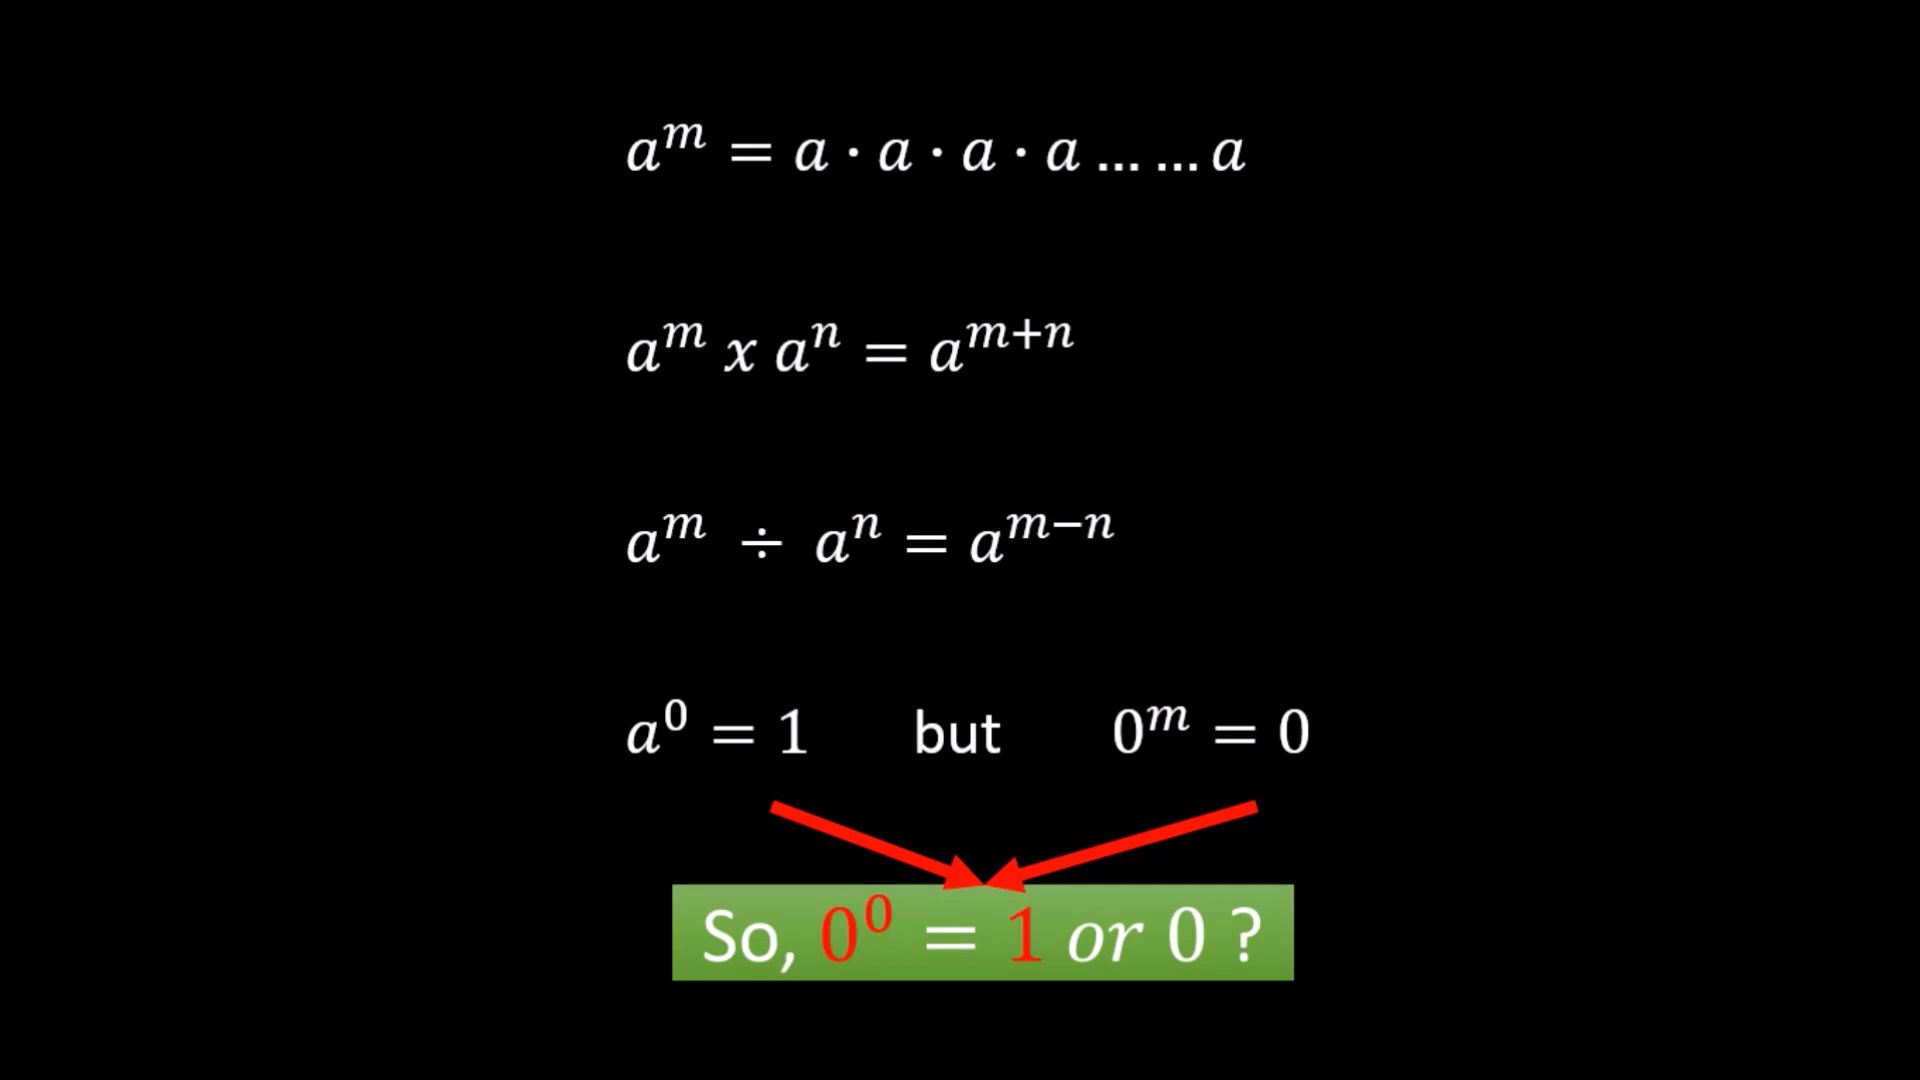 a^m = a · a · a · a … … a
a^m x a^n = a^{m+n}
a^m ÷ a^n = a^{m−n}
a^0 = 1 but 0^m = 0
So, 0^0 = 1 or 0 ?